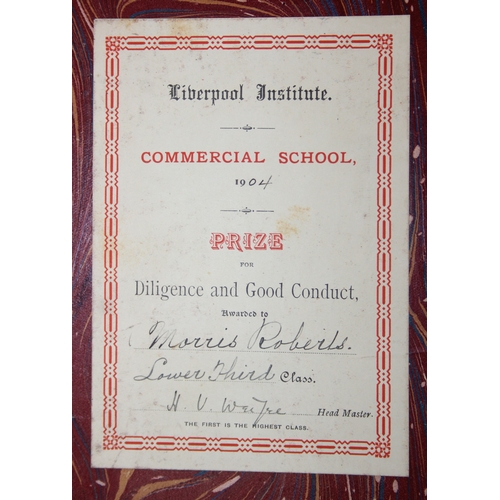 Liverpool Institute.
COMMERCIAL SCHOOL,
1904
PRIZE
FOR
Diligence and Good Conduct,
Awarded to
Morris Roberts.
Lower Third Class.
H. V. Head Master.
THE FIRST IS THE HIGHEST CLASS.